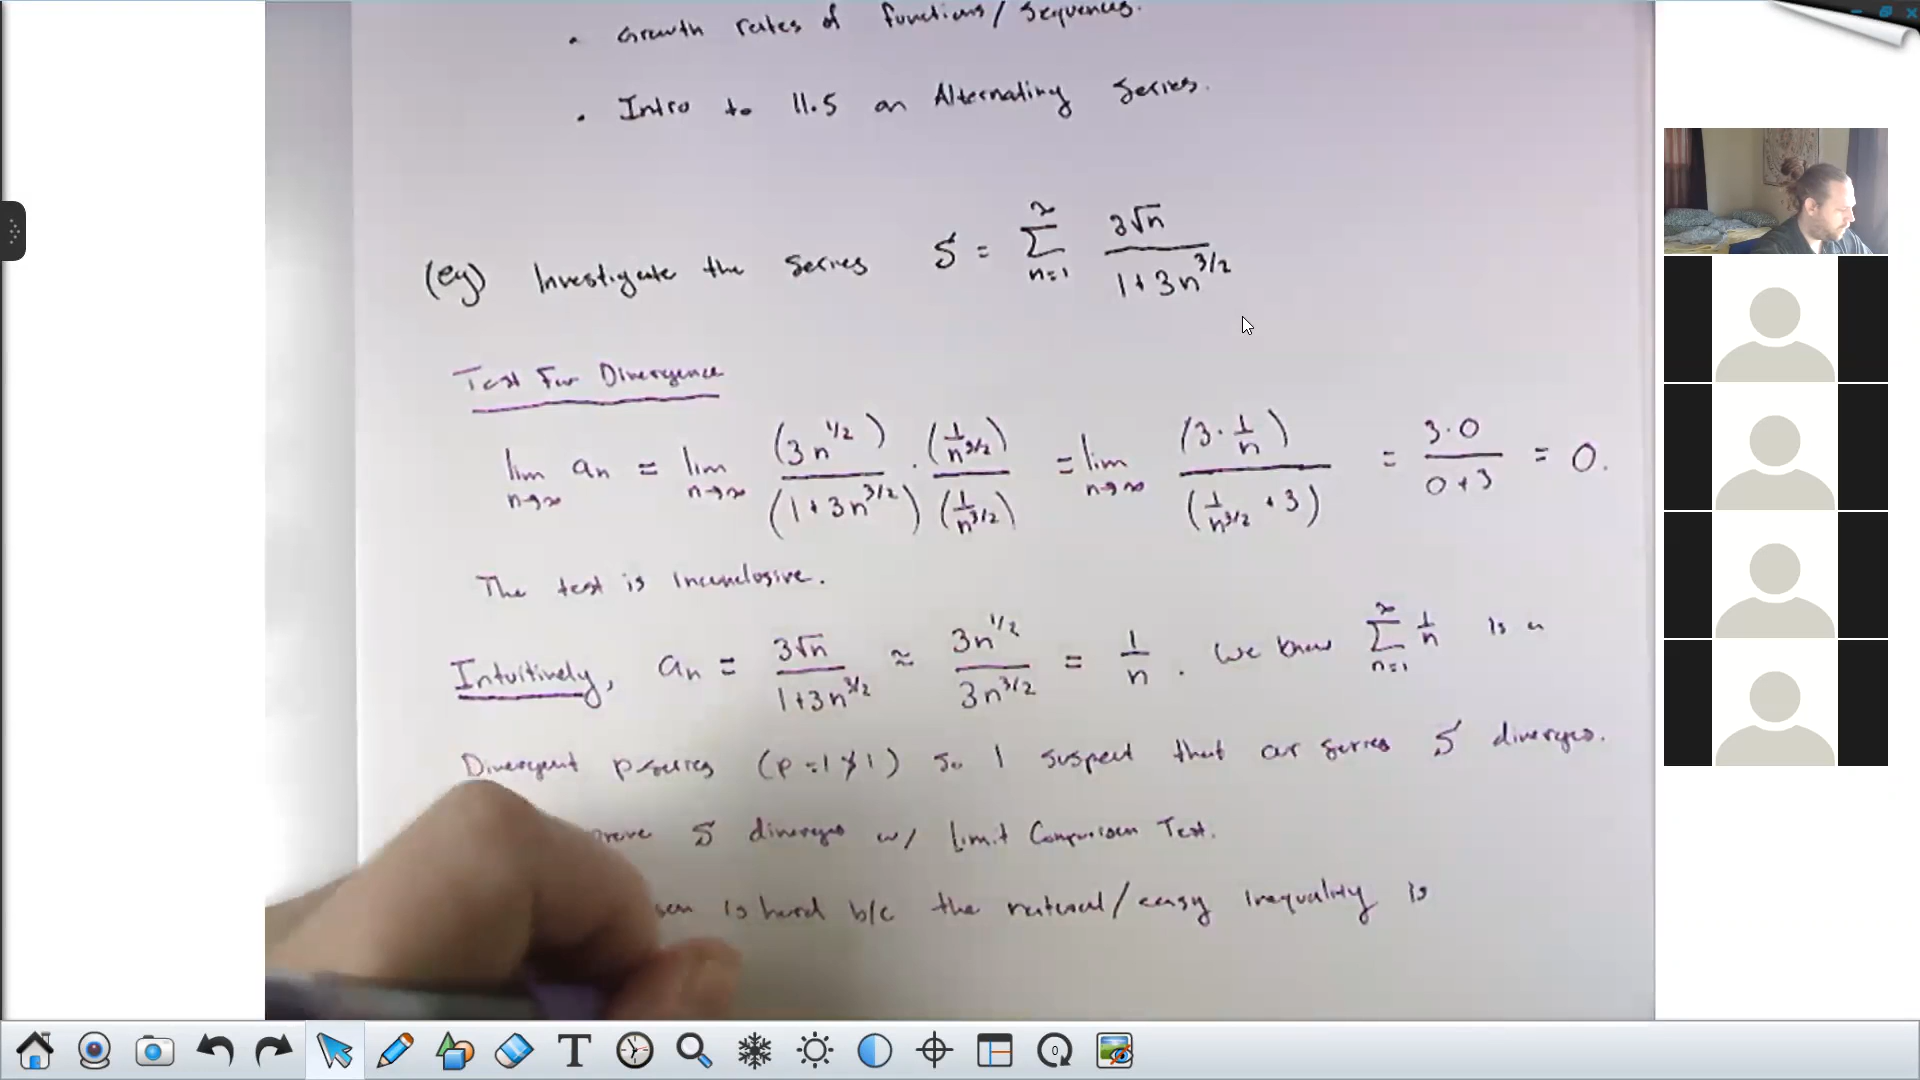 • Growth rates of functions/sequences.
• Intro to 11.5 on Alternating Series.
(eg) Investigate the series S = ∑_{n=1}^{∞} 3√n / (1+3n^{3/2})
Test For Divergence
lim_{n→∞} a_n = lim_{n→∞} (3n^{1/2}) / (1+3n^{3/2}) · (1/n^{3/2}) / (1/n^{3/2}) = lim_{n→∞} (3·1/n) / (1/n^{3/2} + 3) = 3·0 / 0+3 = 0.
The test is inconclusive.
Intuitively, a_n = 3√n / 1+3n^{3/2} ≈ 3n^{1/2} / 3n^{3/2} = 1/n. We know ∑_{n=1}^{∞} 1/n is a
Divergent p-series (p=1≯1) so I suspect that our series S diverges.
S diverges w/ Limit Comparison Test.
is hard b/c the natural/easy inequality is
T
0